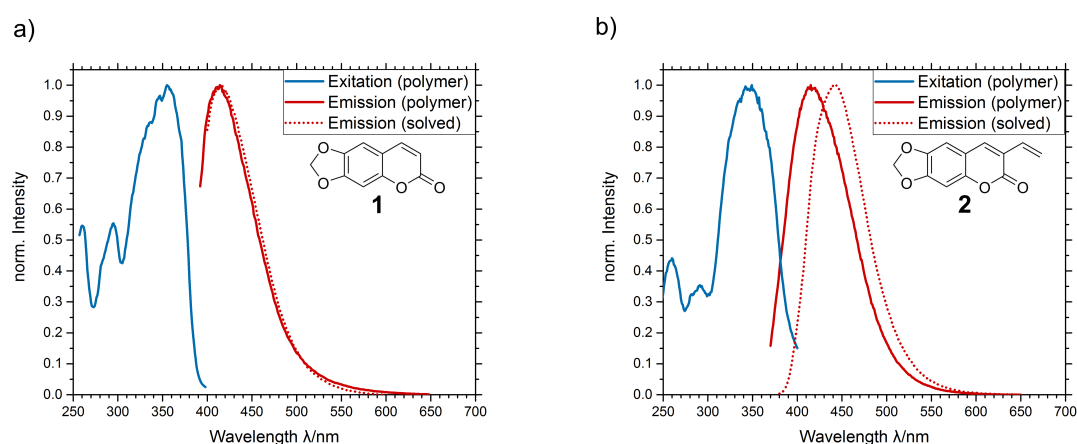 a)
Exitation (polymer)
Emission (polymer)
Emission (solved)
1.0
0.9
0.8
0.7
0.6
0.5
0.4
0.3
0.2
0.1
0.0
norm. Intensity
O
O
O
O
1
250 300 350 400 450 500 550 600 650 700
Wavelength λ/nm
b)
Exitation (polymer)
Emission (polymer)
Emission (solved)
1.0
0.9
0.8
0.7
0.6
0.5
0.4
0.3
0.2
0.1
0.0
norm. Intensity
O
O
O
O
2
250 300 350 400 450 500 550 600 650 700
Wavelength λ/nm